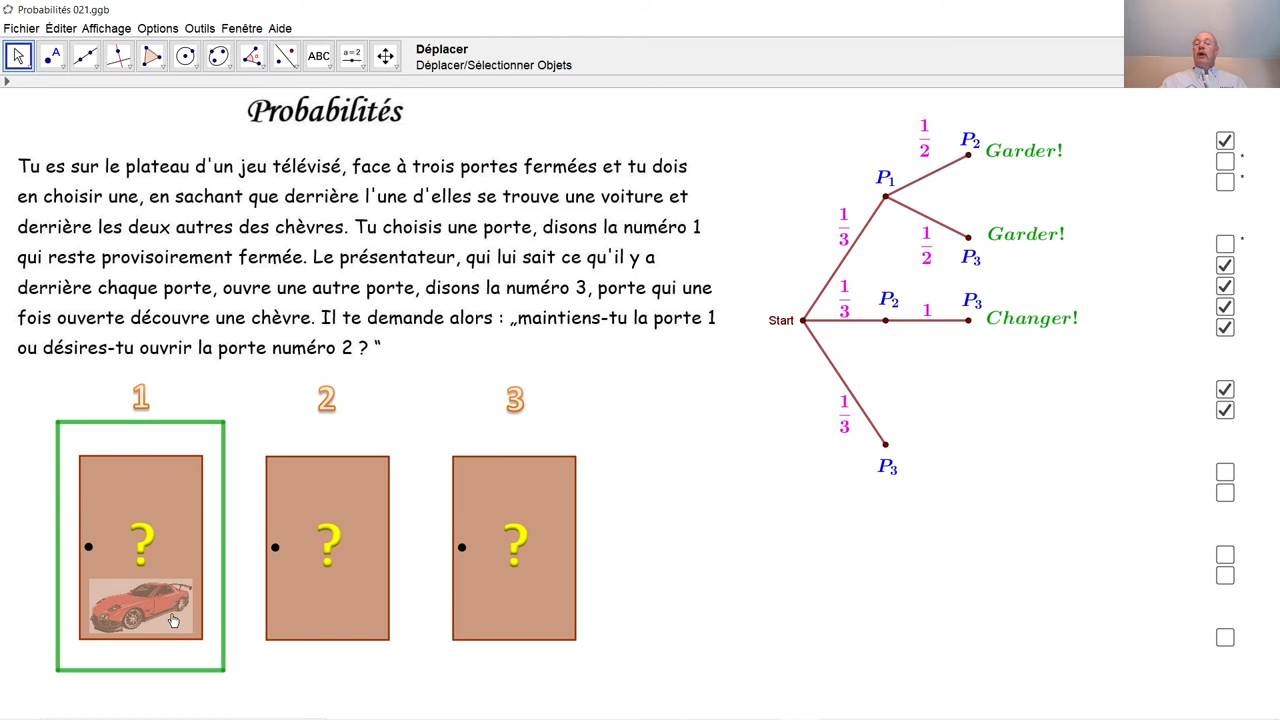 Probabilités 021.ggb
Fichier Éditer Affichage Options Outils Fenêtre Aide
A
ABC
a=2
Déplacer
Déplacer/Sélectionner Objets
Probabilités
Tu es sur le plateau d'un jeu télévisé, face à trois portes fermées et tu dois
en choisir une, en sachant que derrière l'une d'elles se trouve une voiture et
derrière les deux autres des chèvres. Tu choisis une porte, disons la numéro 1
qui reste provisoirement fermée. Le présentateur, qui lui sait ce qu'il y a
derrière chaque porte, ouvre une autre porte, disons la numéro 3, porte qui une
fois ouverte découvre une chèvre. Il te demande alors : „maintiens-tu la porte 1
ou désires-tu ouvrir la porte numéro 2 ? “
1 2 3
? ? ?
1/2 P2 Garder!
P1
1/3
1/2 P3 Garder!
Start 1/3 P2 1 P3 Changer!
1/3
P3